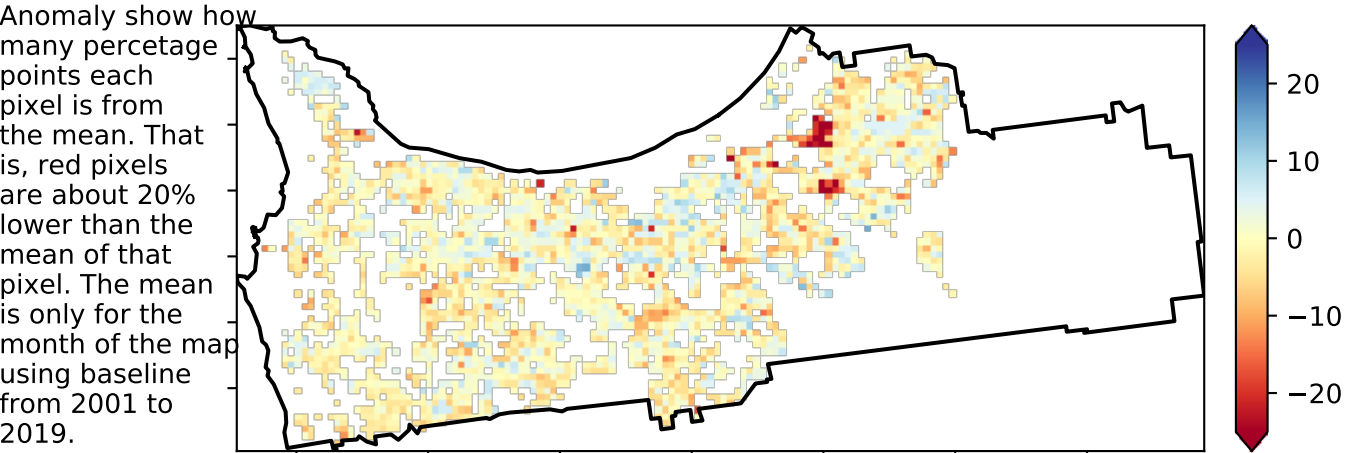 Anomaly show how
many percetage
points each
pixel is from
the mean. That
is, red pixels
are about 20%
lower than the
mean of that
pixel. The mean
is only for the
month of the map
using baseline
from 2001 to
2019.
20
10
0
−10
−20